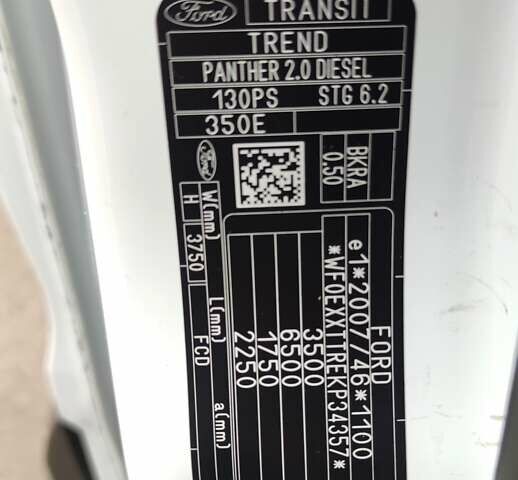 Ford TRANSIT
TREND
PANTHER 2.0 DIESEL
130PS STG 6.2
350E
Ford
BKRA
0.50
FORD
e1*2007/46*1100
*WF0EXXTTREKP34357*
3500
6500
1750
2250
W(mm) L(mm) a(mm)
H 3750 FCD